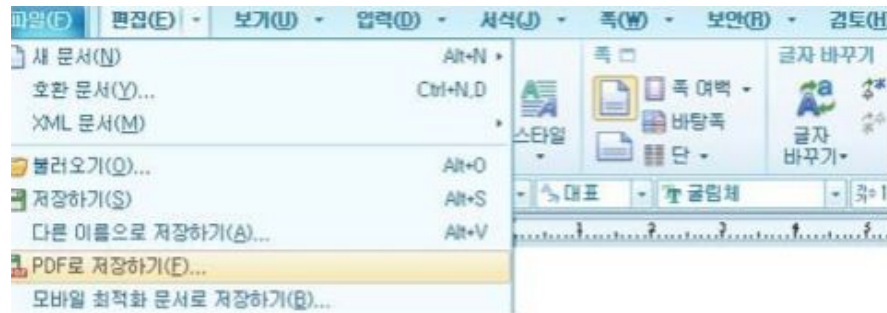 파일(F) 편집(E) 보기(U) 입력(D) 서식(J) 쪽(W) 보안(R) 검토(H
새 문서(N) Alt+N
호환 문서(Y)... Ctrl+N,D
XML 문서(M)
불러오기(O)... Alt+O
저장하기(S) Alt+S
다른 이름으로 저장하기(A)... Alt+V
PDF로 저장하기(F)...
모바일 최적화 문서로 저장하기(B)...
스타일
쪽
쪽 여백
바탕쪽
단
글자 바꾸기
글자
바꾸기
대표 굴림체
1 2 3 4 5